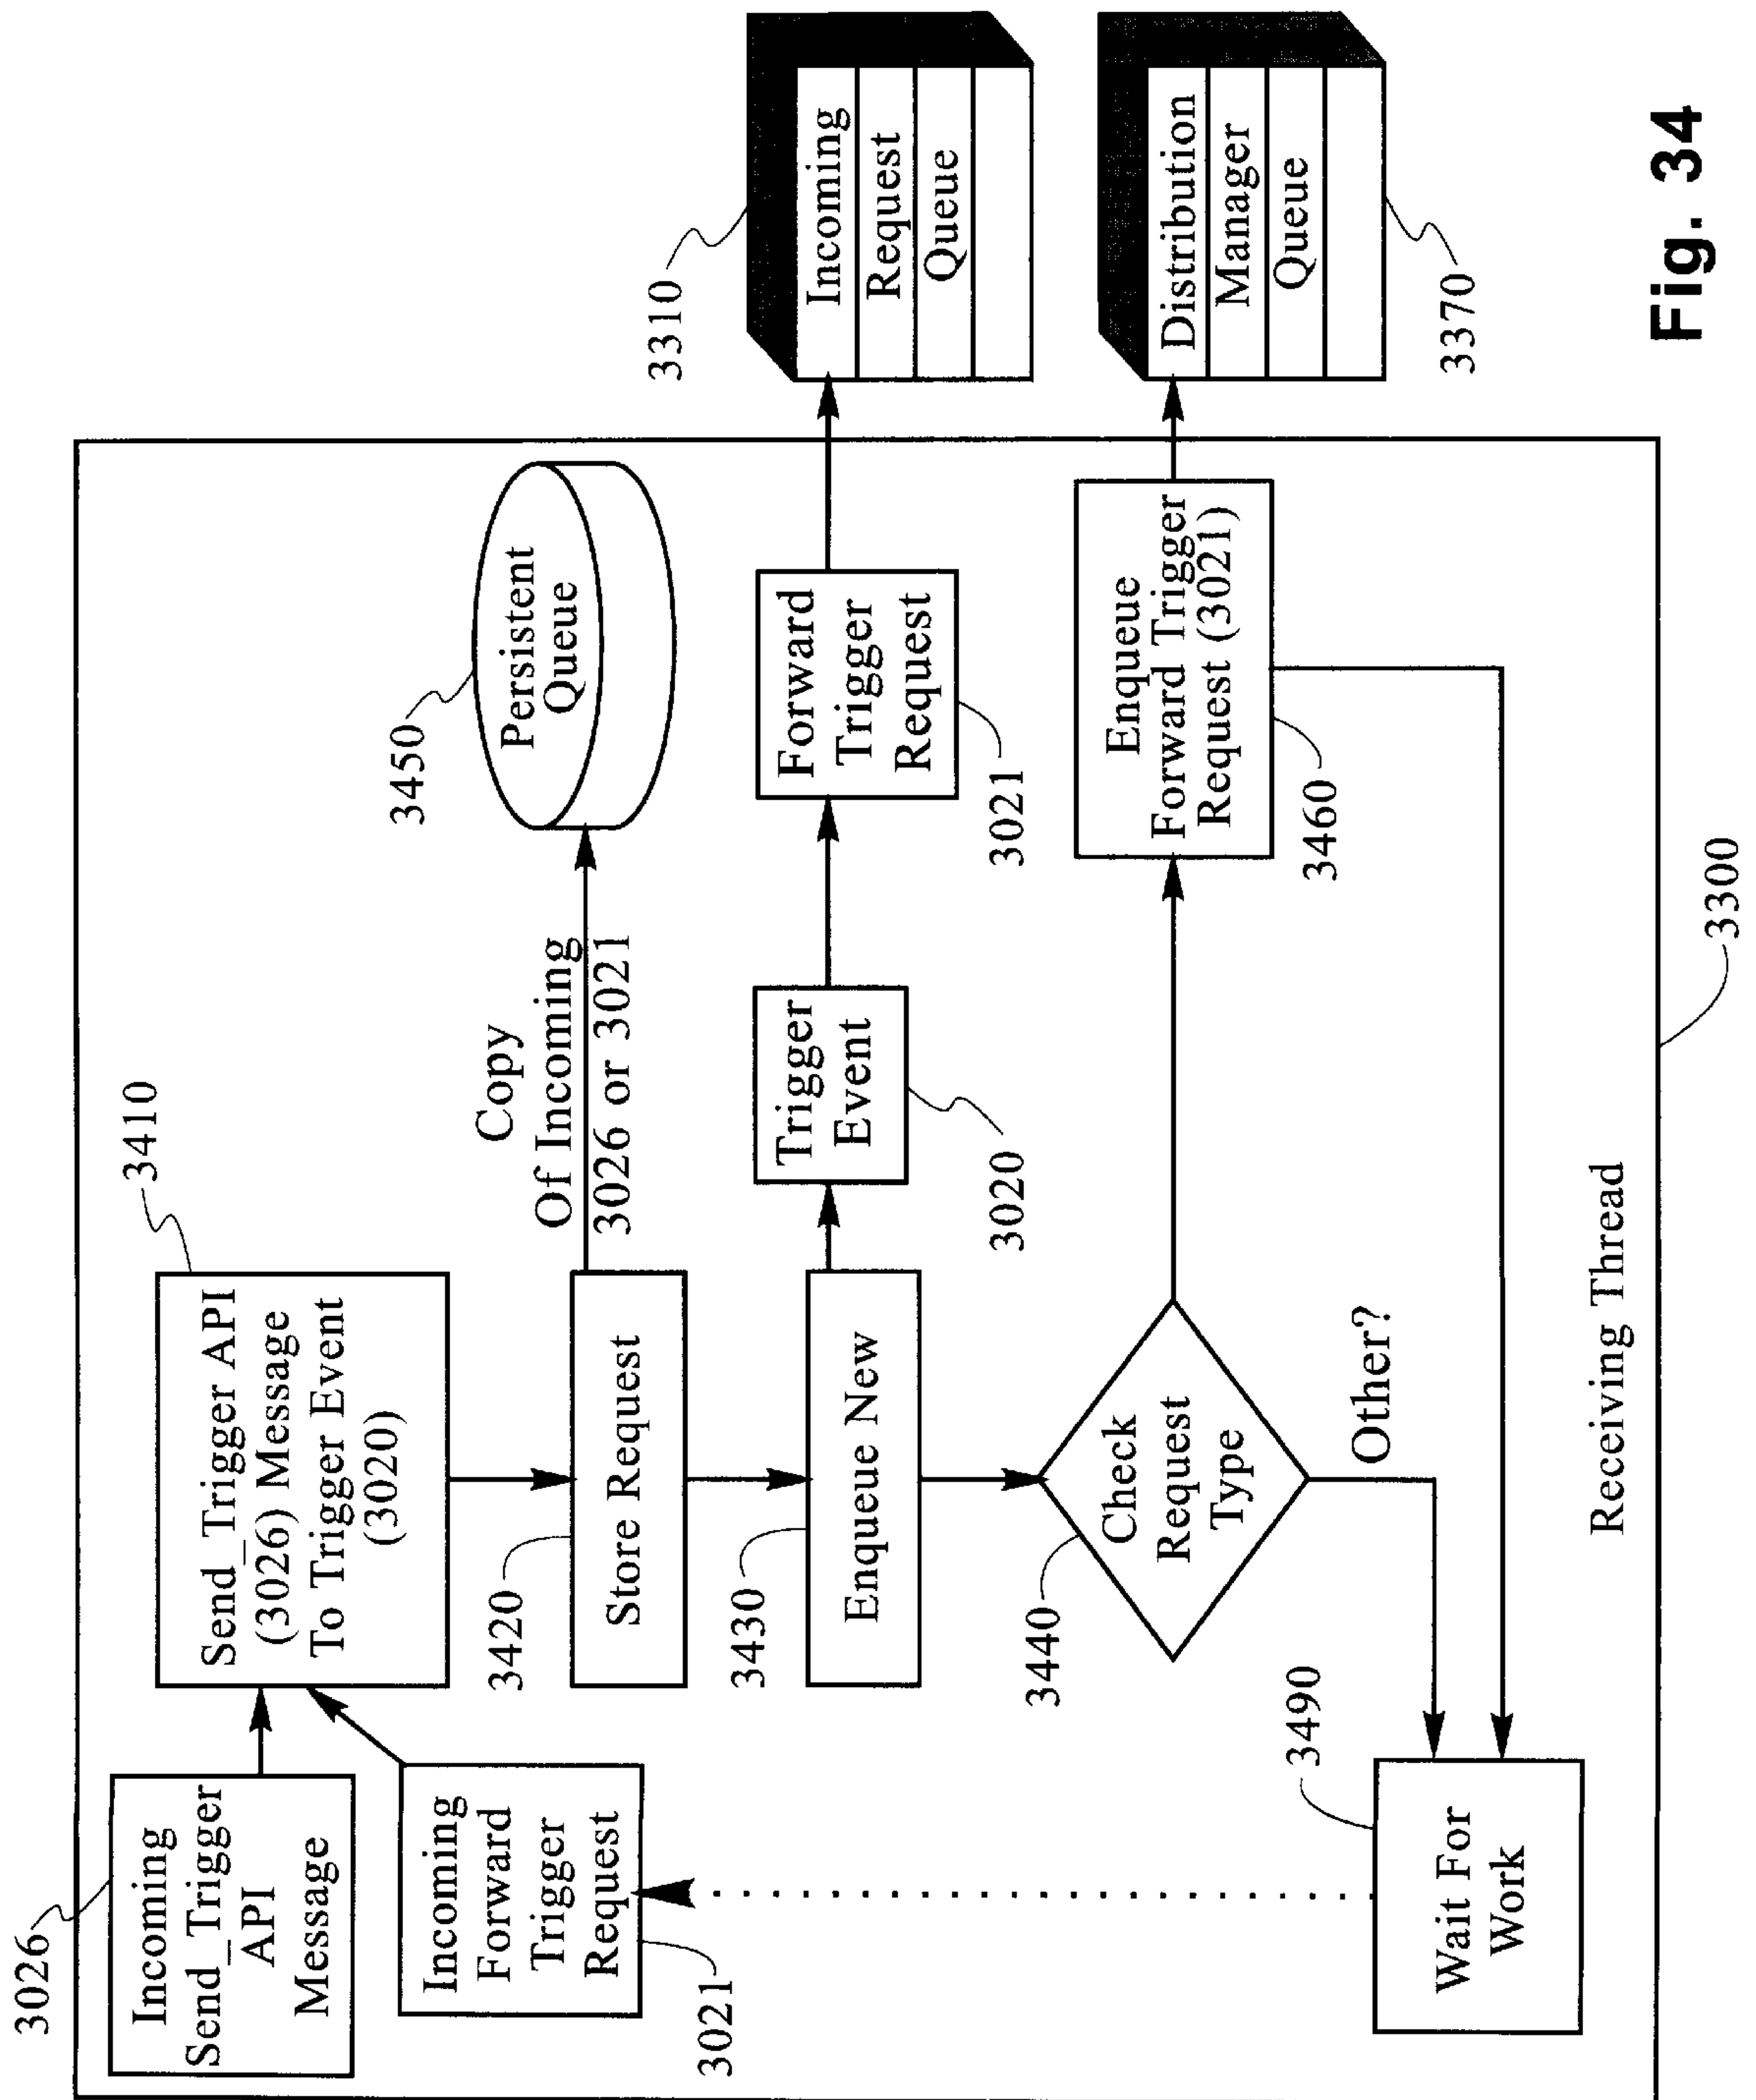 3026
Incoming
Send_Trigger
API
Message
Incoming
Forward
Trigger
Request
3021
3410
Send_Trigger API
(3026) Message
To Trigger Event
(3020)
3420
Store Request
Copy
Of Incoming
3026 or 3021
3450
Persistent
Queue
3430
Enqueue New
Trigger
Event
3020
Forward
Trigger
Request
3021
3310
Incoming
Request
Queue
3440
Check
Request
Type
Other?
Enqueue
Forward Trigger
Request (3021)
3460
Distribution
Manager
Queue
3370
3490
Wait For
Work
Receiving Thread
3300
Fig. 34